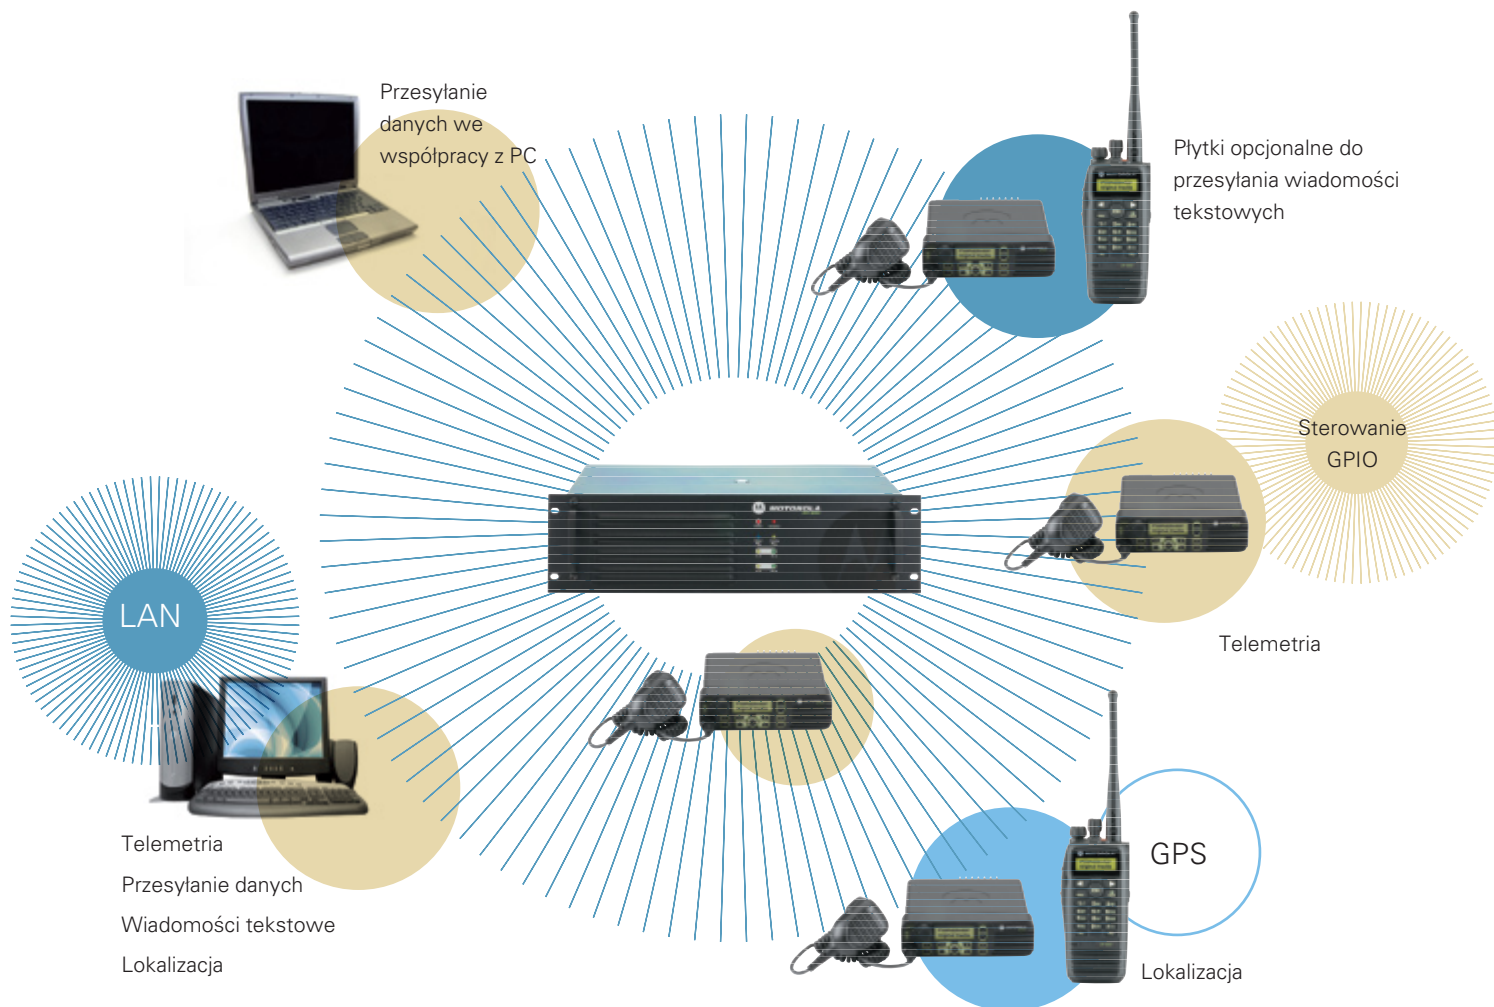 Przesyłanie
danych we
współpracy z PC
Płytki opcjonalne do
przesyłania wiadomości
tekstowych
Sterowanie
GPIO
MOTOROLA
LAN
Telemetria
GPS
Telemetria
Przesyłanie danych
Wiadomości tekstowe
Lokalizacja
Lokalizacja